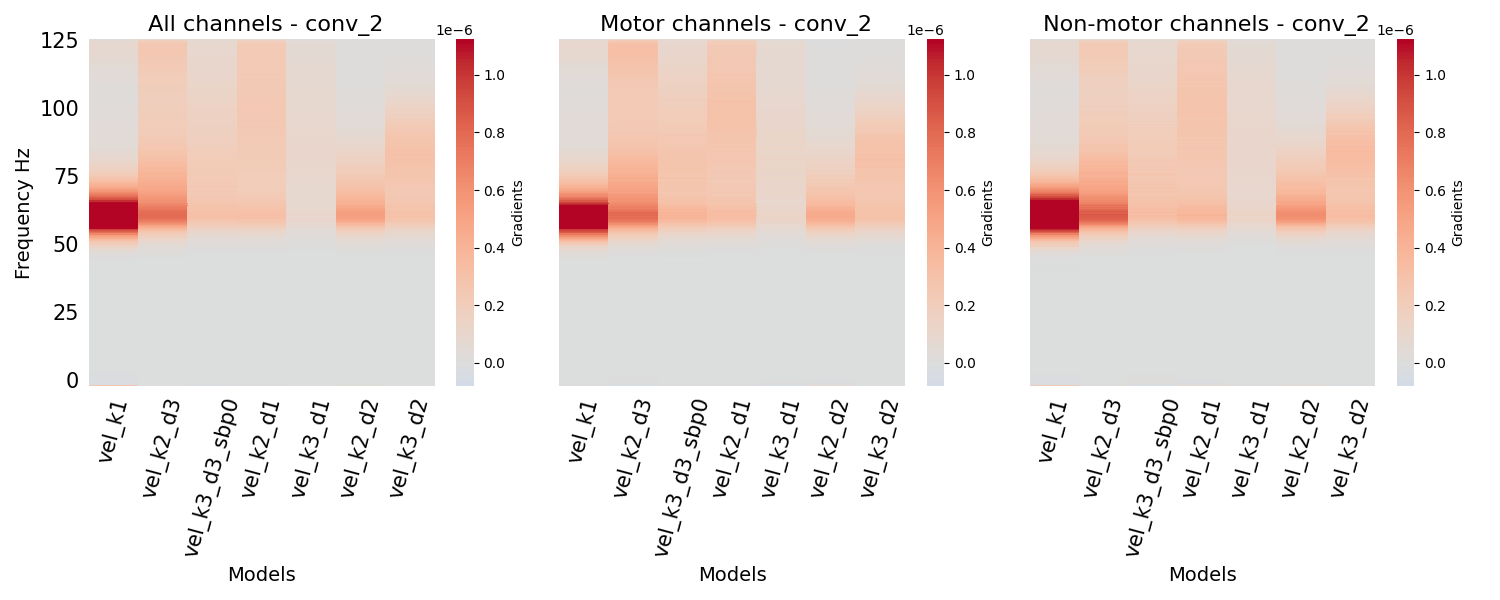 All channels - conv_2
Motor channels - conv_2
Non-motor channels - conv_2
1e−6
1e−6
1e−6
Frequency Hz
125
100
75
50
25
0
1.0
0.8
0.6
0.4
0.2
0.0
Gradients
1.0
0.8
0.6
0.4
0.2
0.0
Gradients
1.0
0.8
0.6
0.4
0.2
0.0
Gradients
vel_k1
vel_k2_d3
vel_k3_d3_sbp0
vel_k2_d1
vel_k3_d1
vel_k2_d2
vel_k3_d2
vel_k1
vel_k2_d3
vel_k3_d3_sbp0
vel_k2_d1
vel_k3_d1
vel_k2_d2
vel_k3_d2
vel_k1
vel_k2_d3
vel_k3_d3_sbp0
vel_k2_d1
vel_k3_d1
vel_k2_d2
vel_k3_d2
Models
Models
Models